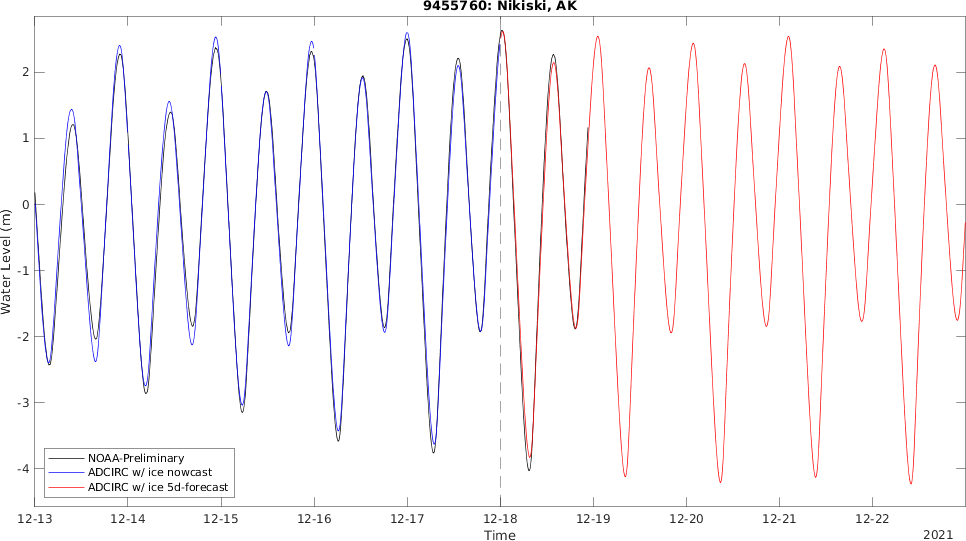 9455760: Nikiski, AK
Water Level (m)
2
1
0
-1
-2
-3
-4
NOAA-Preliminary
ADCIRC w/ ice nowcast
ADCIRC w/ ice 5d-forecast
12-13 12-14 12-15 12-16 12-17 12-18 12-19 12-20 12-21 12-22
Time
2021